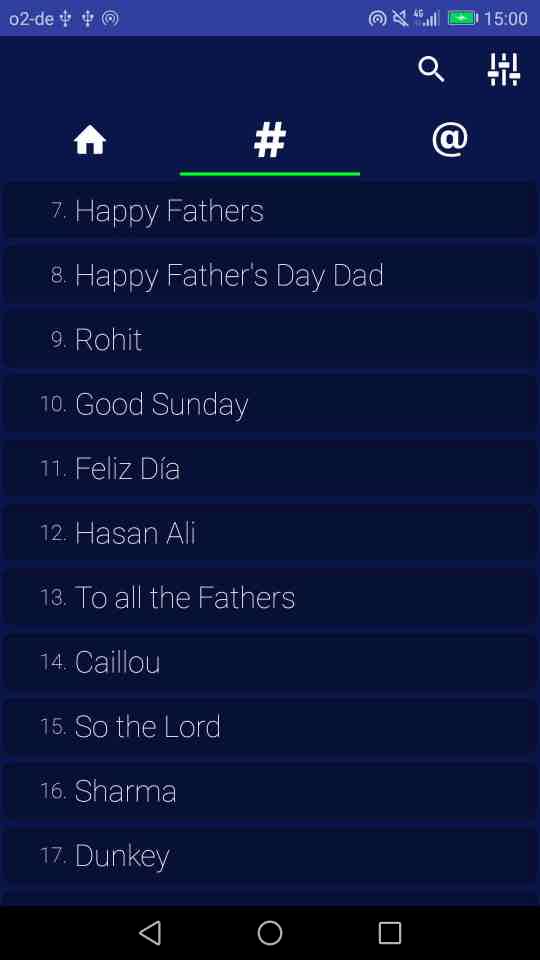 o2-de 4G 15:00
# @
7. Happy Fathers
8. Happy Father's Day Dad
9. Rohit
10. Good Sunday
11. Feliz Día
12. Hasan Ali
13. To all the Fathers
14. Caillou
15. So the Lord
16. Sharma
17. Dunkey